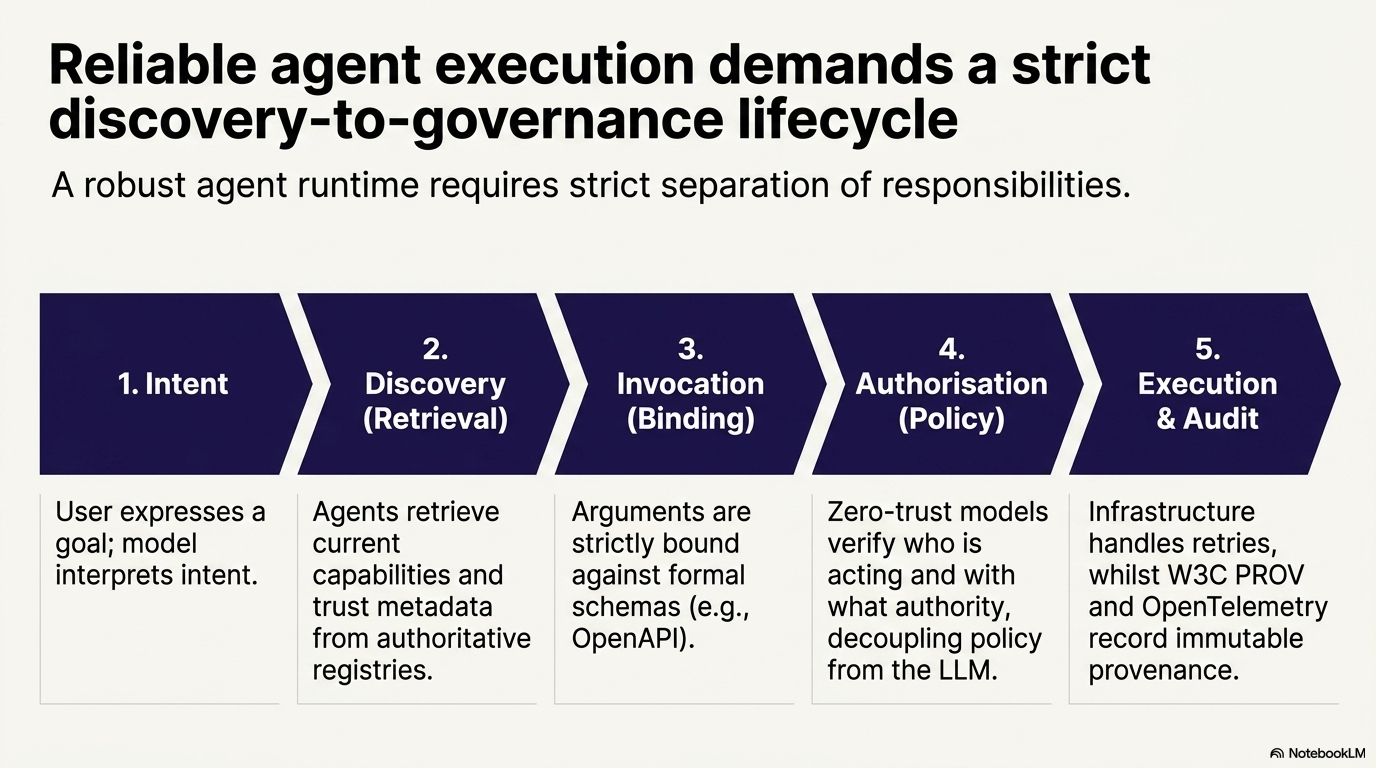 Reliable agent execution demands a strict
discovery-to-governance lifecycle
A robust agent runtime requires strict separation of responsibilities.
1. Intent
User expresses a
goal; model
interprets intent.
2.
Discovery
(Retrieval)
Agents retrieve
current
capabilities and
trust metadata
from authoritative
registries.
3.
Invocation
(Binding)
Arguments are
strictly bound
against formal
schemas (e.g.,
OpenAPI).
4.
Authorisation
(Policy)
Zero-trust models
verify who is
acting and with
what authority,
decoupling policy
from the LLM.
5.
Execution
& Audit
Infrastructure
handles retries,
whilst W3C PROV
and OpenTelemetry
record immutable
provenance.
NotebookLM